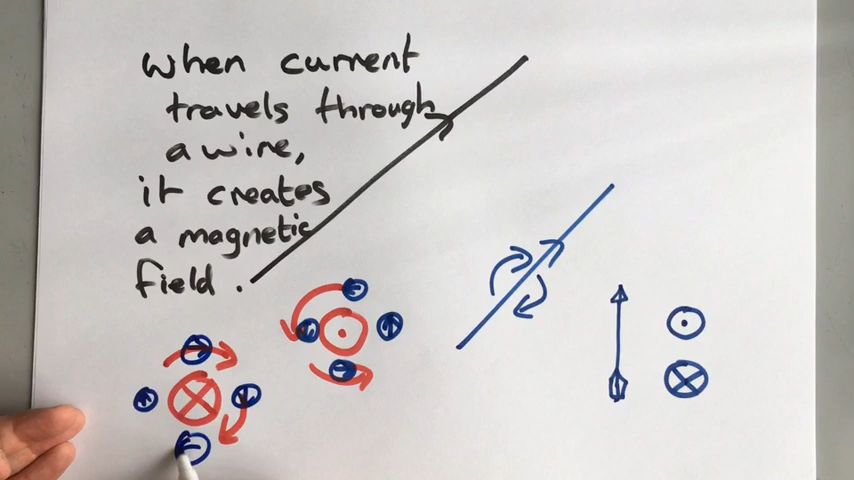 When current
travels through
a wire,
it creates
a magnetic
field.